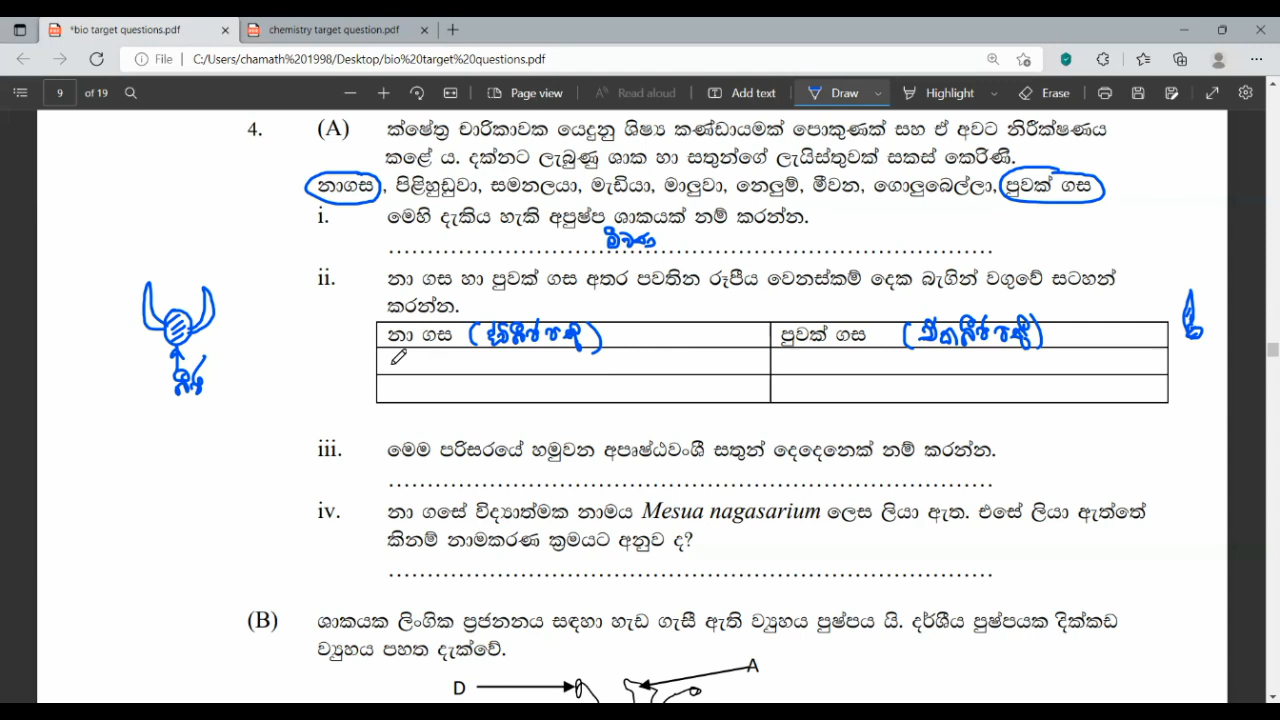 *bio target questions.pdf
chemistry target question.pdf
File C:/Users/chamath%201998/Desktop/bio%20target%20questions.pdf
9 of 19 Page view Read aloud Add text Draw Highlight Erase
4. (A) ක්ෂේත්‍ර චාරිකාවක යෙදුනු ශිෂ්‍ය කණ්ඩායමක් පොකුණක් සහ ඒ අවට නිරීක්ෂණය
කළේ ය. දක්නට ලැබුණු ශාක හා සතුන්ගේ ලැයිස්තුවක් සකස් කෙරිණි.
නාගස , පිළිහුඩුවා, සමනලයා, මැඩියා, මාලුවා, නෙලුම්, මීවන, ගොලුබෙල්ලා, පුවක් ගස
i. මෙහි දැකිය හැකි අපුෂ්ප ශාකයක් නම් කරන්න.
මීවණ
ii. නා ගස හා පුවක් ගස අතර පවතින රූපීය වෙනස්කම් දෙක බැගින් වගුවේ සටහන්
කරන්න.
නා ගස (ද්විබීජ පත්‍රී) පුවක් ගස (ඒකබීජ පත්‍රී)
බීජ
iii. මෙම පරිසරයේ හමුවන අපෘෂ්ඨවංශී සතුන් දෙදෙනෙක් නම් කරන්න.
iv. නා ගසේ විද්‍යාත්මක නාමය Mesua nagasarium ලෙස ලියා ඇත. එසේ ලියා ඇත්තේ
කිනම් නාමකරණ ක්‍රමයට අනුව ද?
(B) ශාකයක ලිංගික ප්‍රජනනය සඳහා හැඩ ගැසී ඇති ව්‍යුහය පුෂ්පය යි. දර්ශීය පුෂ්පයක දික්කඩ
ව්‍යුහය පහත දැක්වේ.
A
D